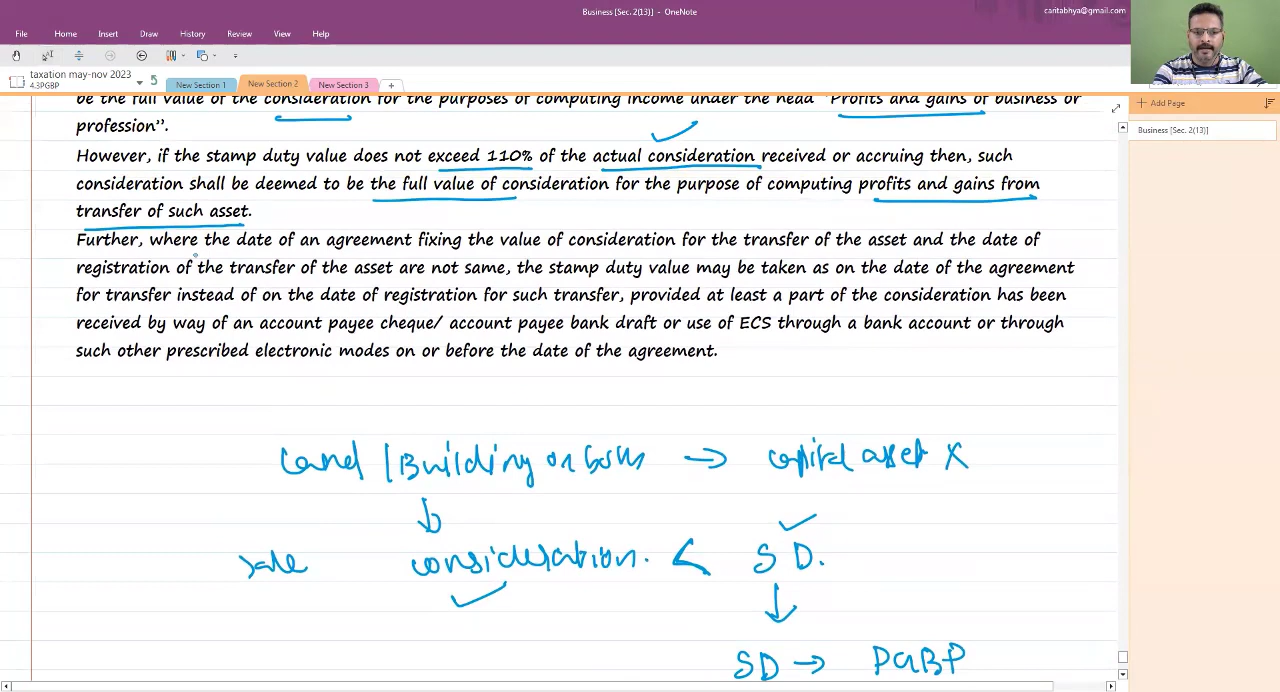 Business [Sec. 2(13)] - OneNote
caritabhya@gmail.com
File Home Insert Draw History Review View Help
taxation may-nov 2023
4.3PGBP
New Section 1 New Section 2 New Section 3 +
Add Page
Business [Sec. 2(13)]
be the full value of the consideration for the purposes of computing income under the head "Profits and gains of business or
profession".
However, if the stamp duty value does not exceed 110% of the actual consideration received or accruing then, such
consideration shall be deemed to be the full value of consideration for the purpose of computing profits and gains from
transfer of such asset.
Further, where the date of an agreement fixing the value of consideration for the transfer of the asset and the date of
registration of the transfer of the asset are not same, the stamp duty value may be taken as on the date of the agreement
for transfer instead of on the date of registration for such transfer, provided at least a part of the consideration has been
received by way of an account payee cheque/ account payee bank draft or use of ECS through a bank account or through
such other prescribed electronic modes on or before the date of the agreement.
Land / Building or both → capital asset X
sale consideration. < SD.
SD → PGBP